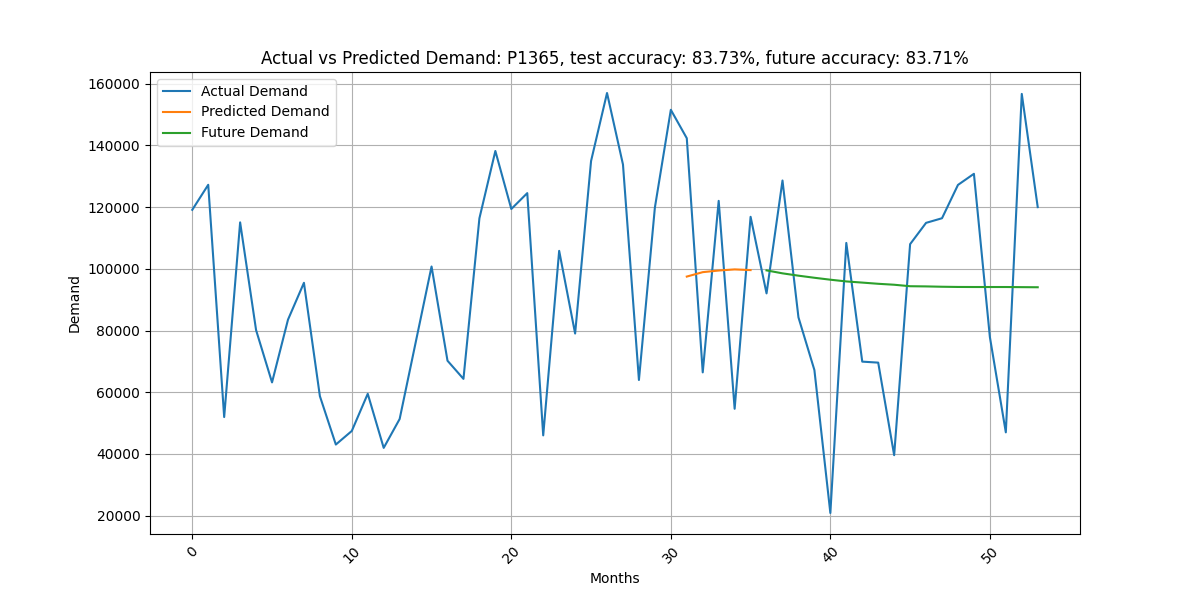 Actual vs Predicted Demand: P1365, test accuracy: 83.73%, future accuracy: 83.71%
Actual Demand
Predicted Demand
Future Demand
160000
140000
120000
100000
80000
60000
40000
20000
Demand
0
10
20
30
40
50
Months